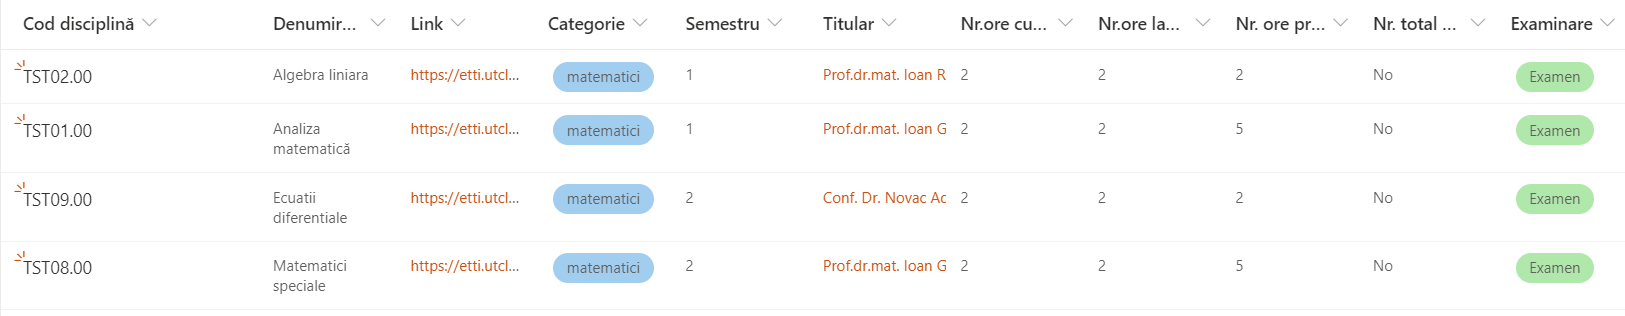 Cod disciplină Denumir... Link Categorie Semestru Titular Nr.ore cu... Nr.ore la... Nr. ore pr... Nr. total ... Examinare
TST02.00 Algebra liniara https://etti.utcl... matematici 1 Prof.dr.mat. Ioan R 2 2 2 No Examen
TST01.00 Analiza https://etti.utcl... matematici 1 Prof.dr.mat. Ioan G 2 2 5 No Examen
matematică
TST09.00 Ecuatii https://etti.utcl... matematici 2 Conf. Dr. Novac Ac 2 2 2 No Examen
diferentiale
TST08.00 Matematici https://etti.utcl... matematici 2 Prof.dr.mat. Ioan G 2 2 5 No Examen
speciale